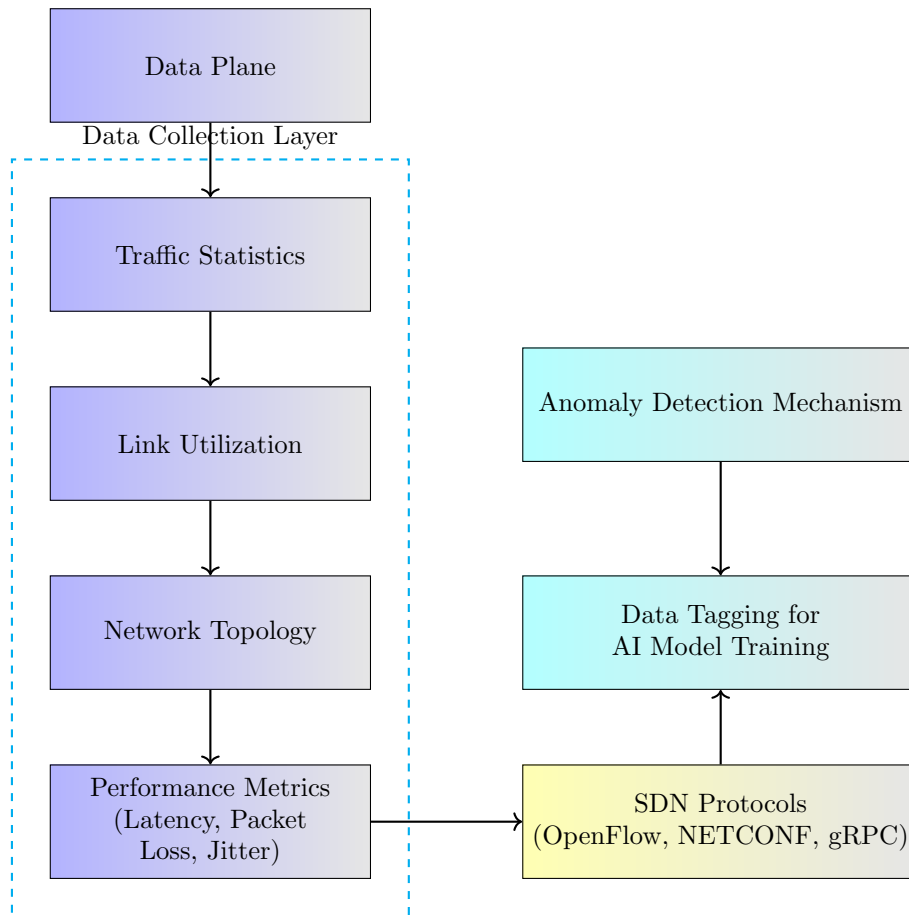 Data Plane
Data Collection Layer
Traffic Statistics
Link Utilization
Network Topology
Performance Metrics
(Latency, Packet
Loss, Jitter)
Anomaly Detection Mechanism
Data Tagging for
AI Model Training
SDN Protocols
(OpenFlow, NETCONF, gRPC)